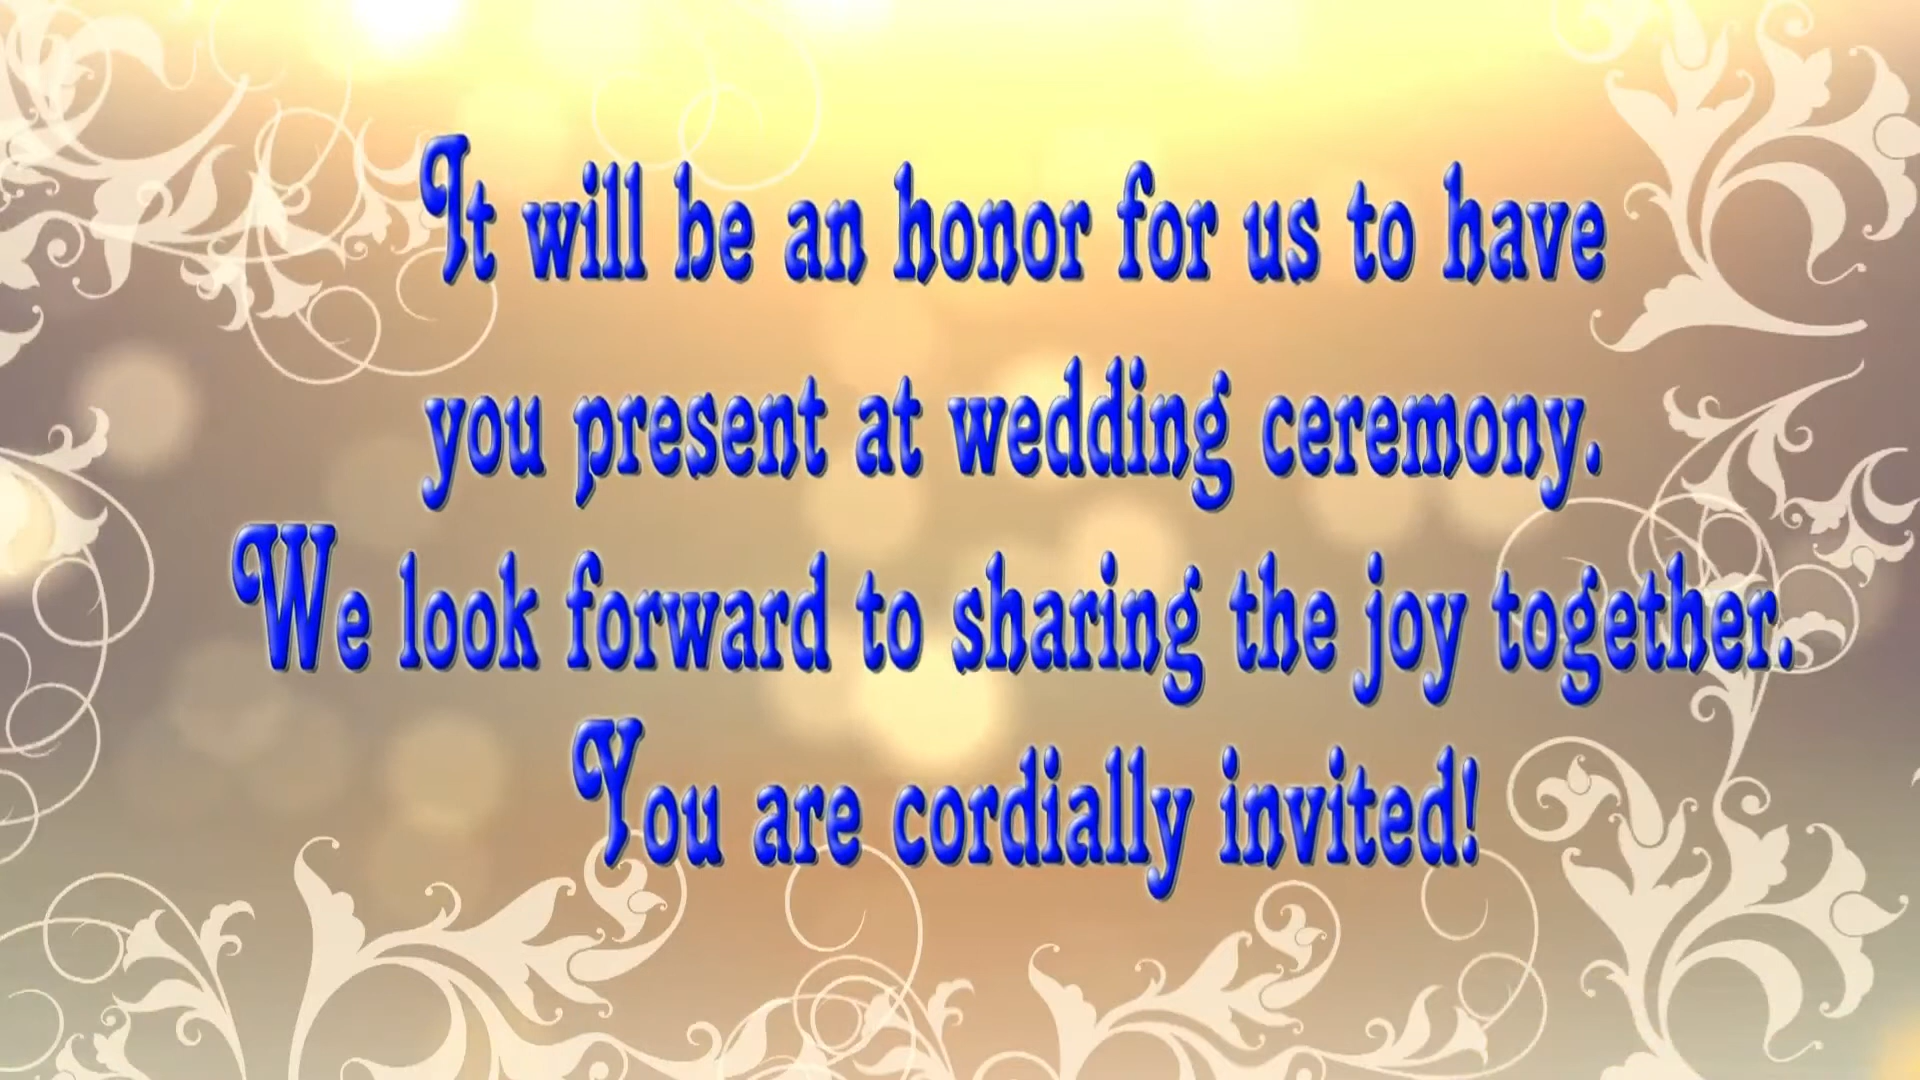 It will be an honor for us to have
you present at wedding ceremony.
We look forward to sharing the joy together.
You are cordially invited!